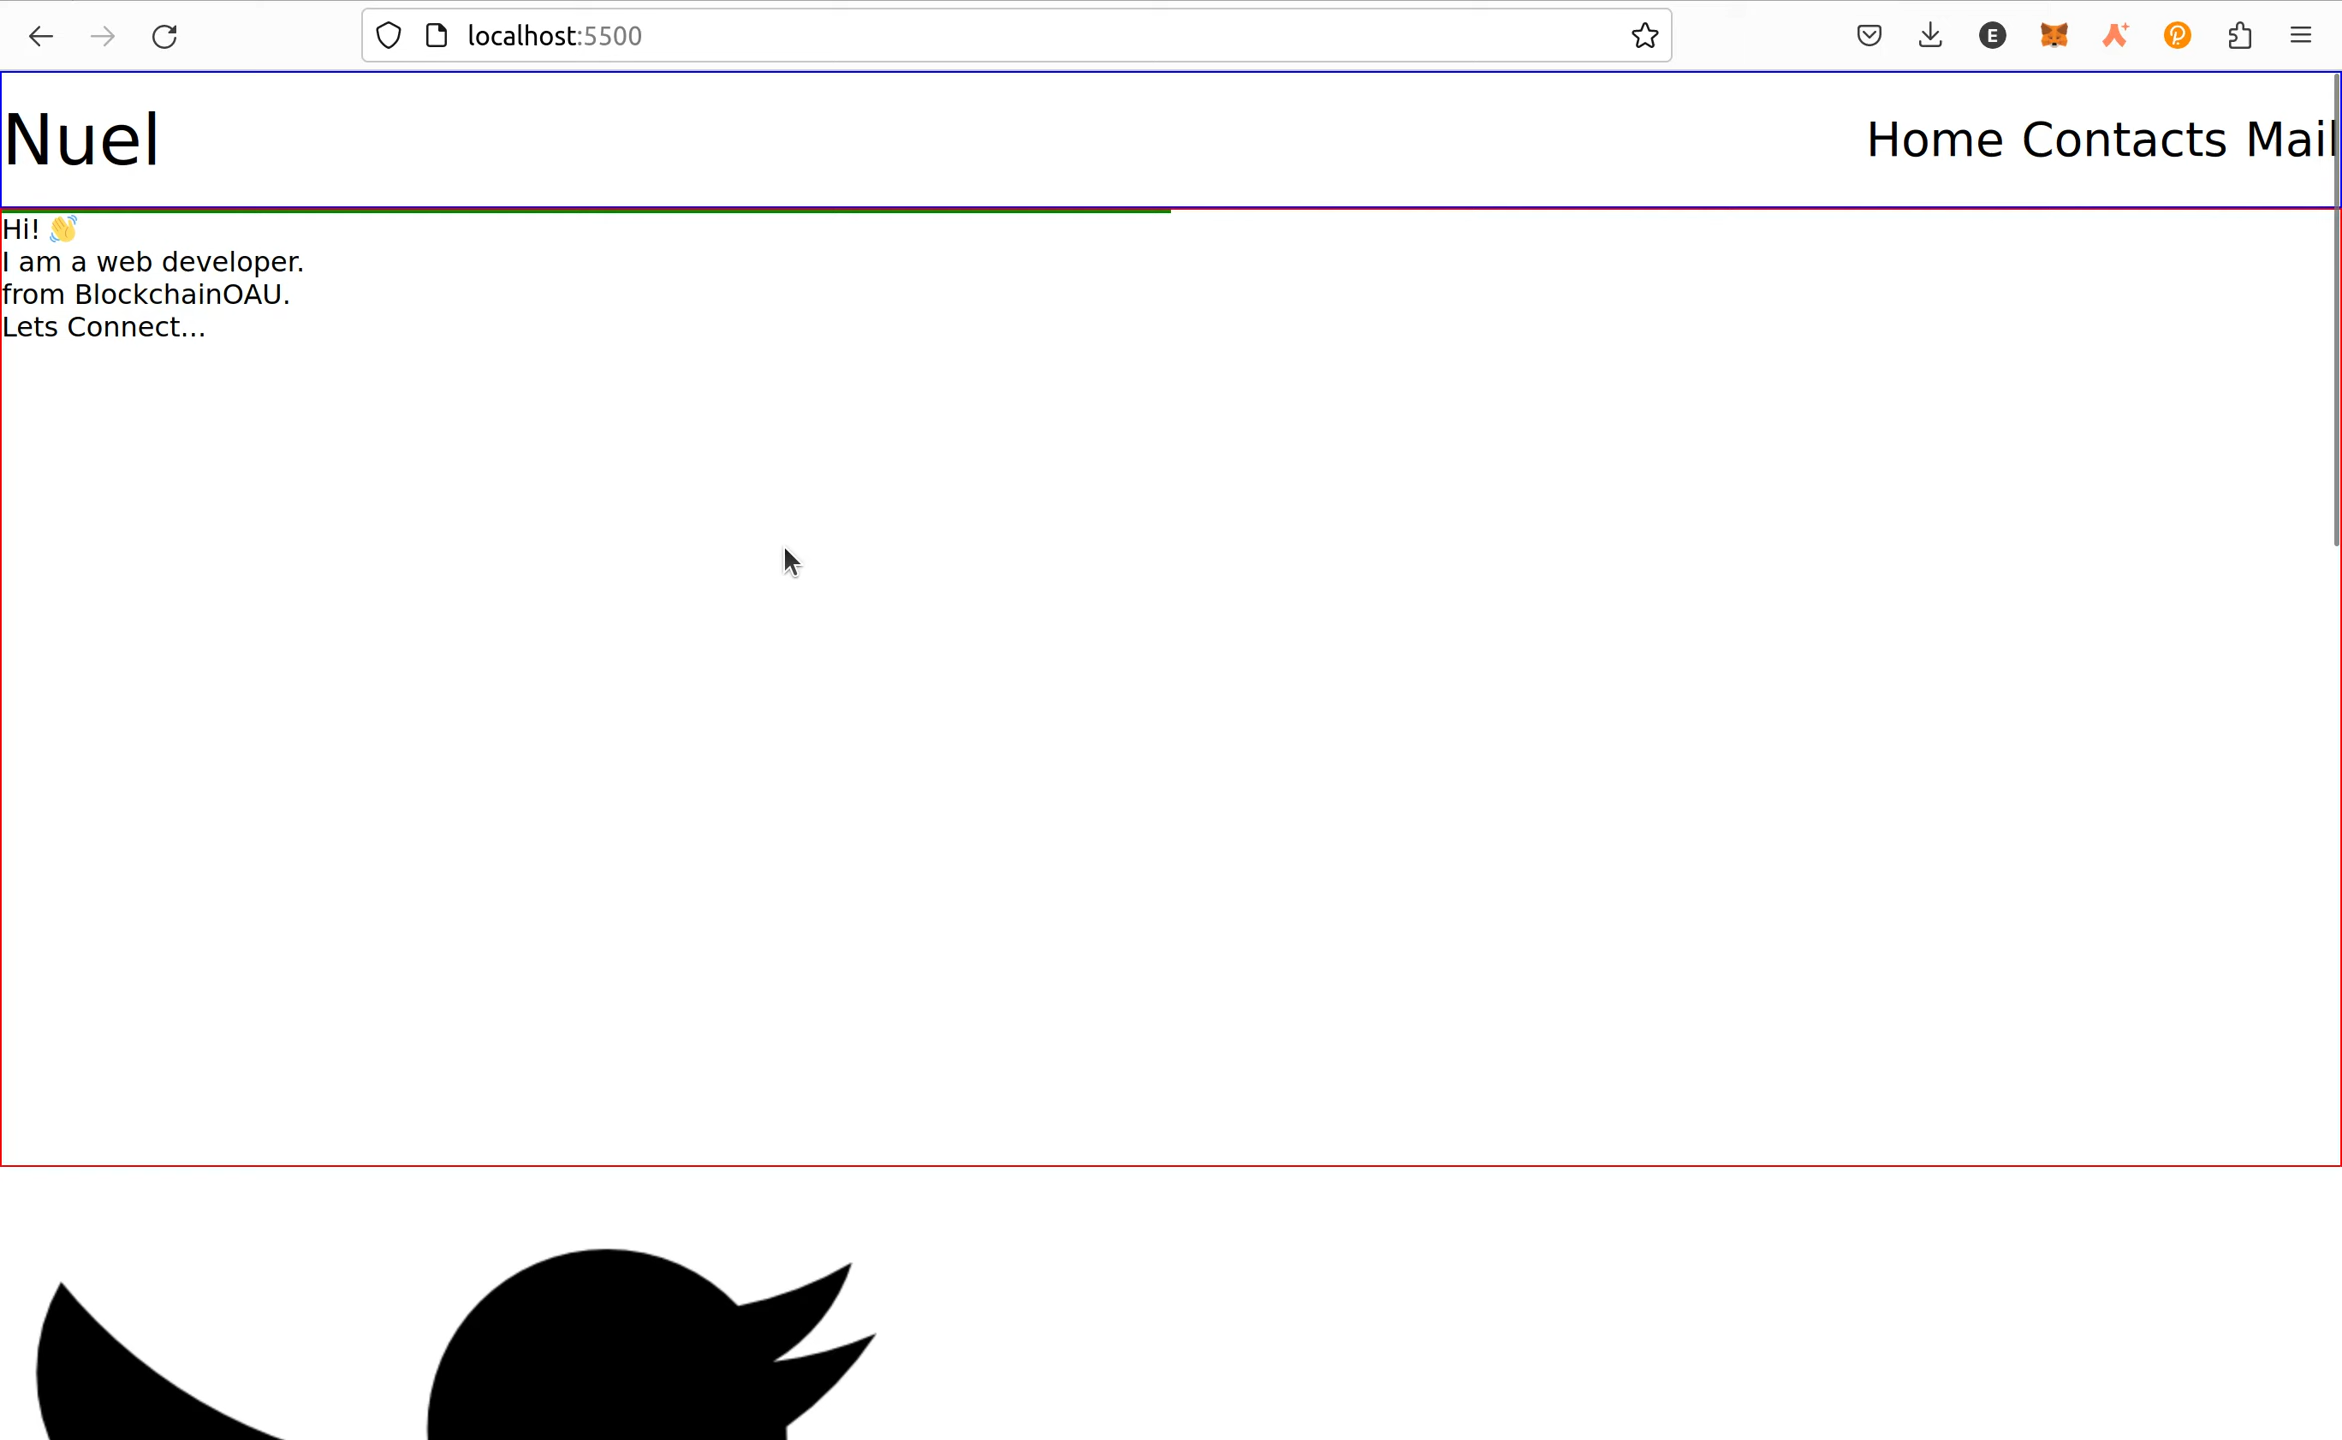 localhost:5500
E
Nuel
Home Contacts Mail
Hi! 👋
I am a web developer.
from BlockchainOAU.
Lets Connect...